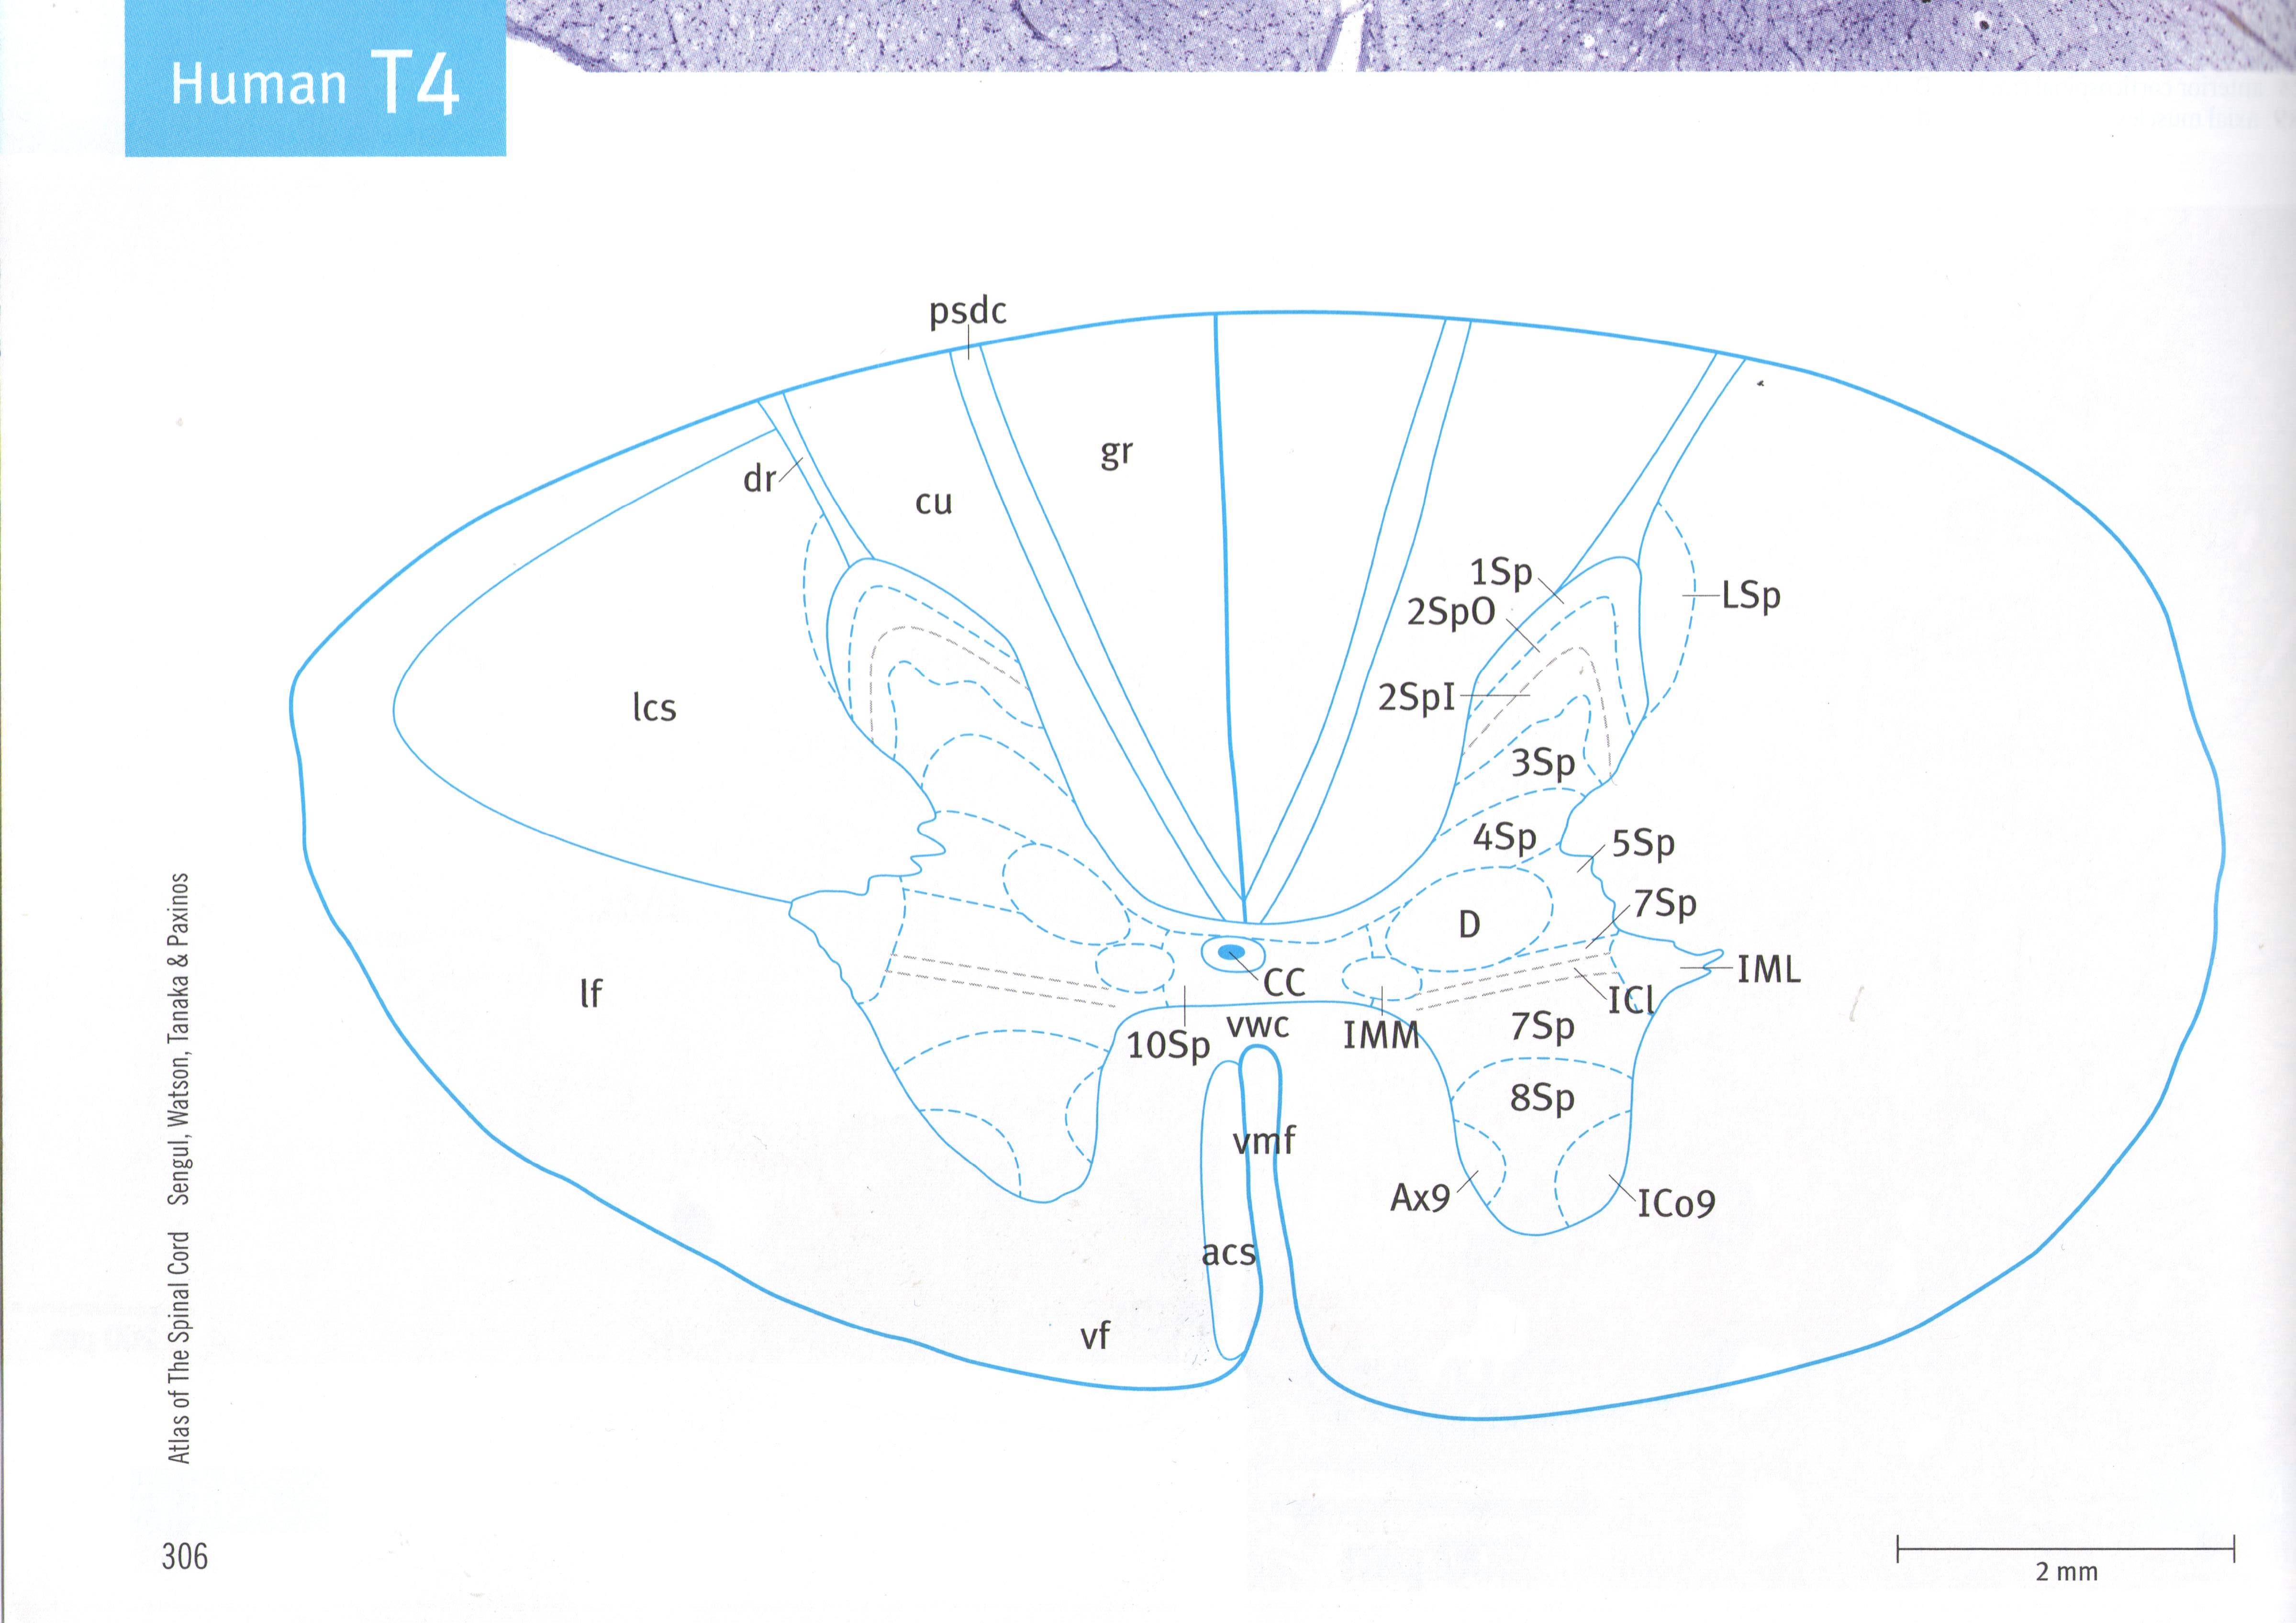 Human T4
psdc
gr
dr
cu
1Sp
2SpO
LSp
2SpI
lcs
3Sp
4Sp
5Sp
7Sp
D
IML
CC
lf
ICl
vwc
7Sp
IMM
10Sp
8Sp
vmf
Ax9
ICo9
acs
vf
Atlas of The Spinal Cord Sengul, Watson, Tanaka & Paxinos
306
2 mm